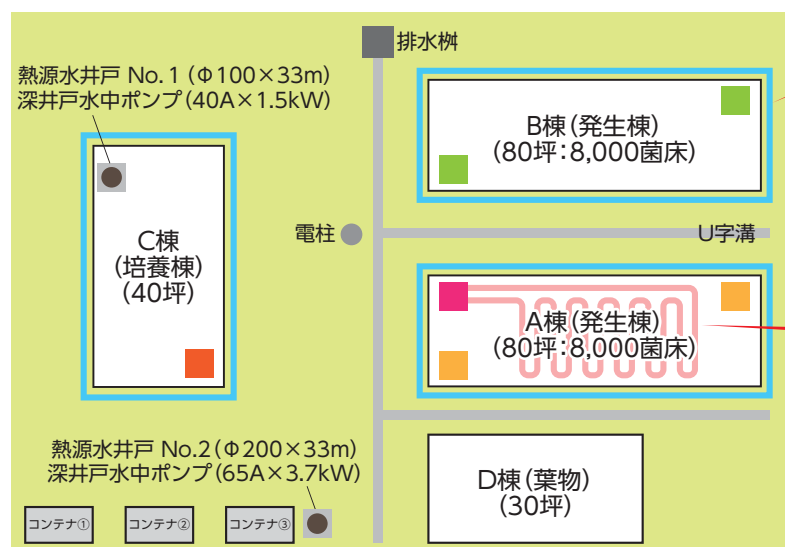 排水桝
熱源水井戸 No.1（Φ100×33m）
深井戸水中ポンプ（40A×1.5kW）
B棟（発生棟）
（80坪：8,000菌床）
電柱
U字溝
C棟
（培養棟）
（40坪）
A棟（発生棟）
（80坪：8,000菌床）
熱源水井戸 No.2（Φ200×33m）
深井戸水中ポンプ（65A×3.7kW）
D棟（葉物）
（30坪）
コンテナ①
コンテナ②
コンテナ③